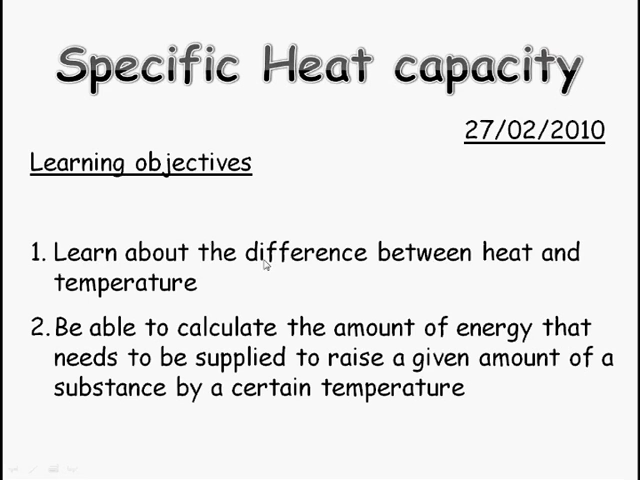 Specific Heat capacity
27/02/2010
Learning objectives
1. Learn about the difference between heat and
temperature
2. Be able to calculate the amount of energy that
needs to be supplied to raise a given amount of a
substance by a certain temperature